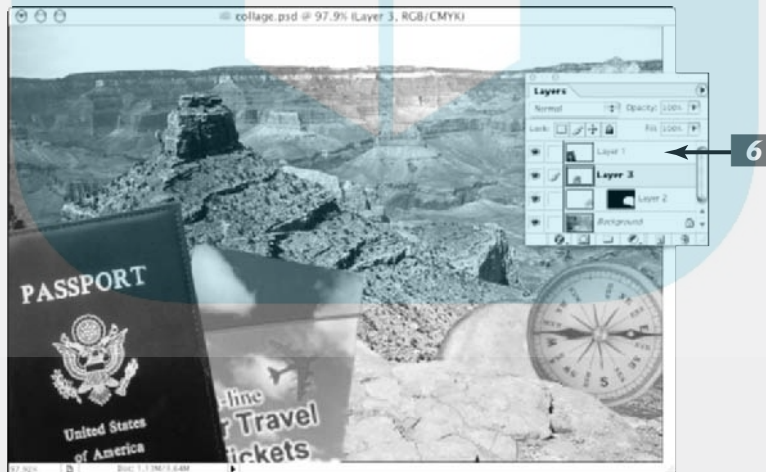 collage.psd @ 97.9% (Layer 3, RGB/CMYK)
Layers
Normal Opacity: 100%
Lock: Fill: 100%
Layer 1
6
Layer 3
Layer 2
Background
PASSPORT
United States
of America
-line
r Travel
ickets
97.92% Doc: 1.13M/3.64M